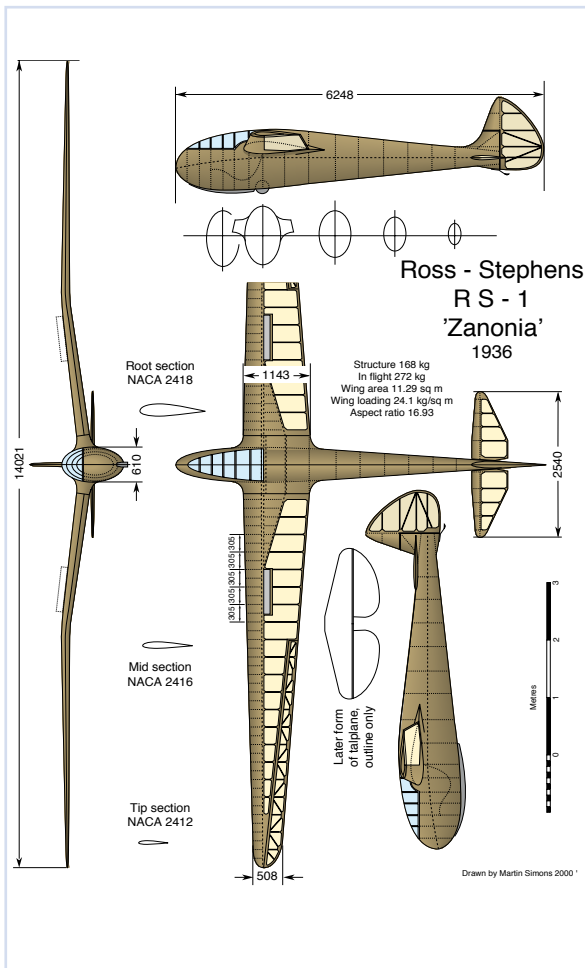 6248
Ross - Stephens
R S - 1
'Zanonia'
1936
Root section
NACA 2418
1143
Structure 168 kg
In flight 272 kg
Wing area 11.29 sq m
Wing loading 24.1 kg/sq m
Aspect ratio 16.93
14021
610
2540
305
305
305
305
305
Mid section
NACA 2416
Later form
of talplane,
outline only
Metres
3
2
1
0
Tip section
NACA 2412
508
Drawn by Martin Simons 2000 '